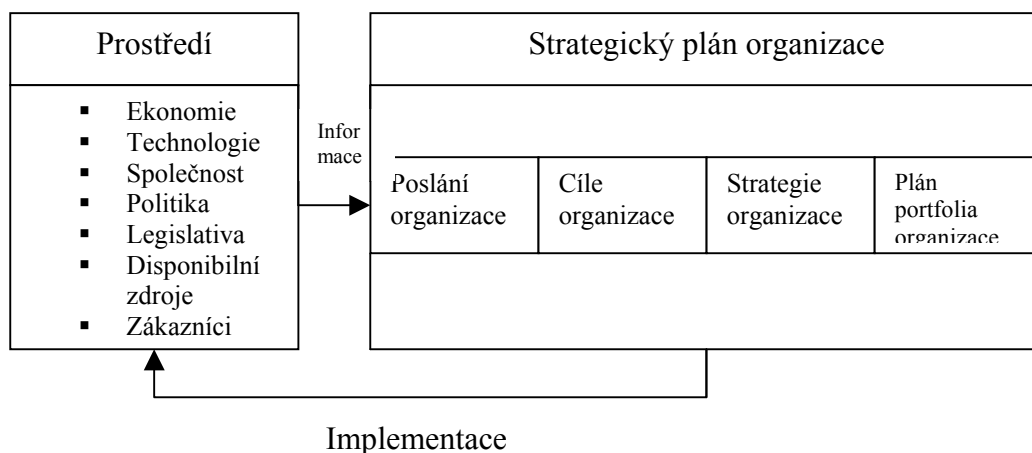 Prostředí
Ekonomie
Technologie
Společnost
Politika
Legislativa
Disponibilní
zdroje
Zákazníci
Infor
mace
Strategický plán organizace
Poslání
organizace
Cíle
organizace
Strategie
organizace
Plán
portfolia
organizace
Implementace